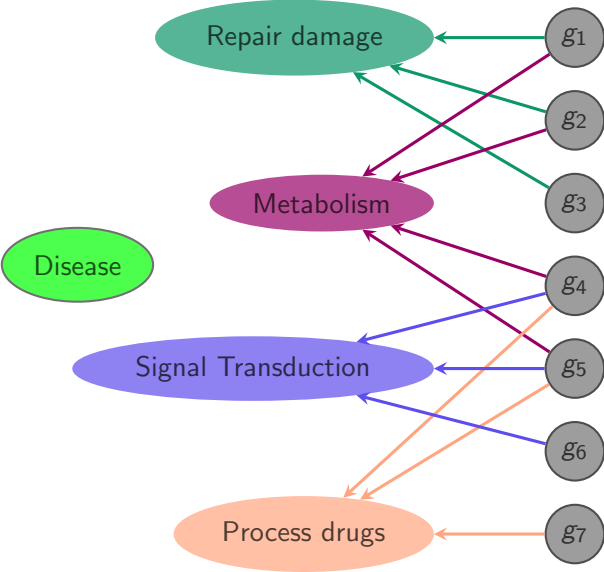 Repair damage
g1
g2
Metabolism
g3
Disease
g4
Signal Transduction
g5
g6
Process drugs
g7